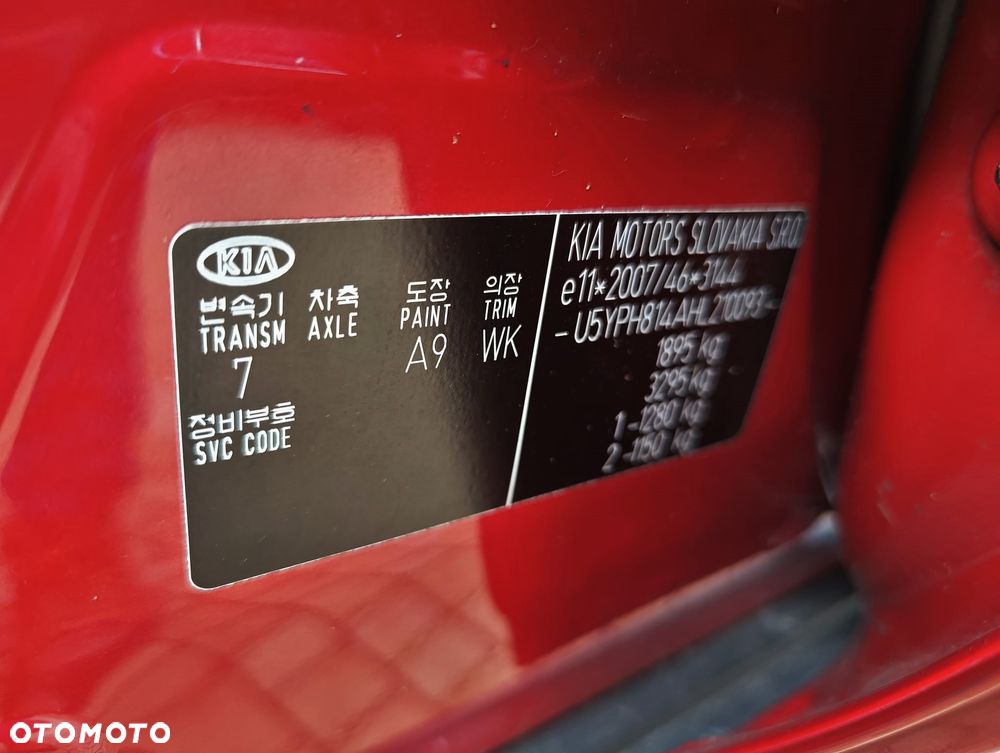 KIA
변속기 차축 도장 의장
TRANSM AXLE PAINT TRIM
7 A9 WK
정비부호
SVC CODE
KIA MOTORS SLOVAKIA S.R.O
e11*2007/46*3144
-U5YPH814AHL210093-
1895 kg
3295 kg
1 -1280 kg
2 -1150 kg
OTOMOTO